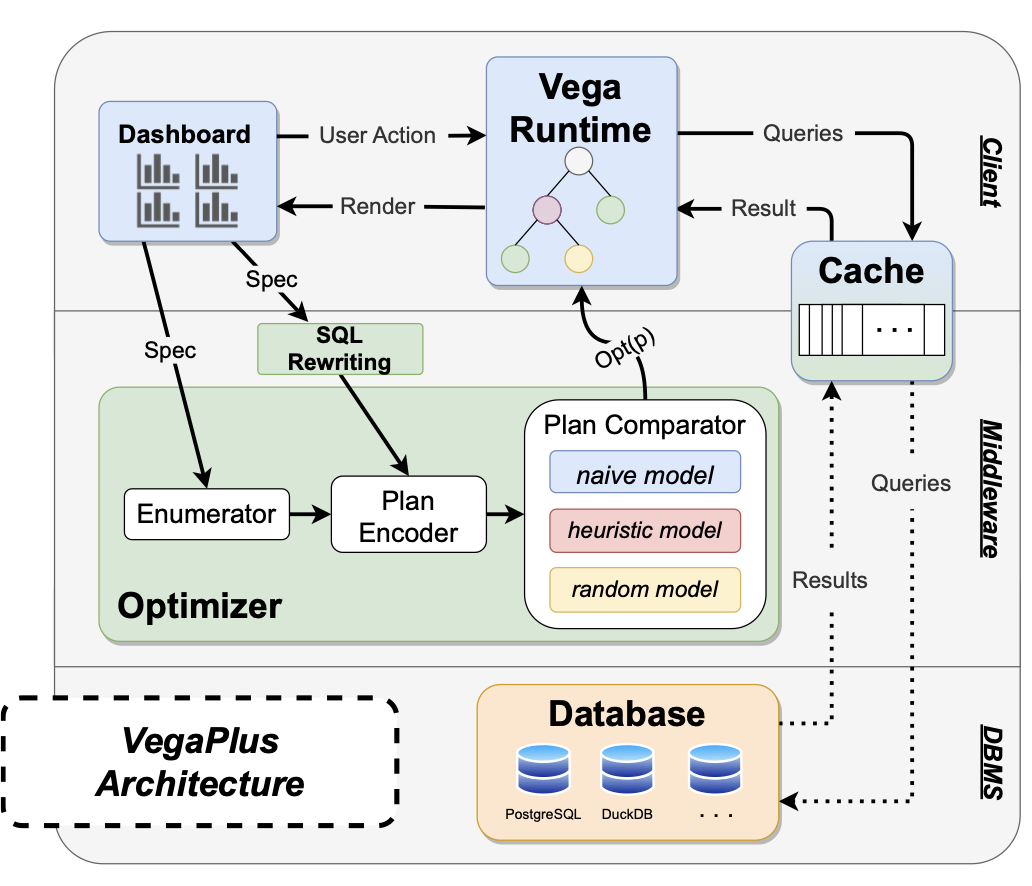 Vega
Runtime
Dashboard
User Action
Queries
Render
Result
Client
Cache
Spec
. . .
SQL
Rewriting
Spec
Opt(p)
Plan Comparator
naive model
Queries
Middleware
Enumerator
Plan
Encoder
heuristic model
Results
random model
Optimizer
Database
VegaPlus
Architecture
DBMS
PostgreSQL
DuckDB
. . .